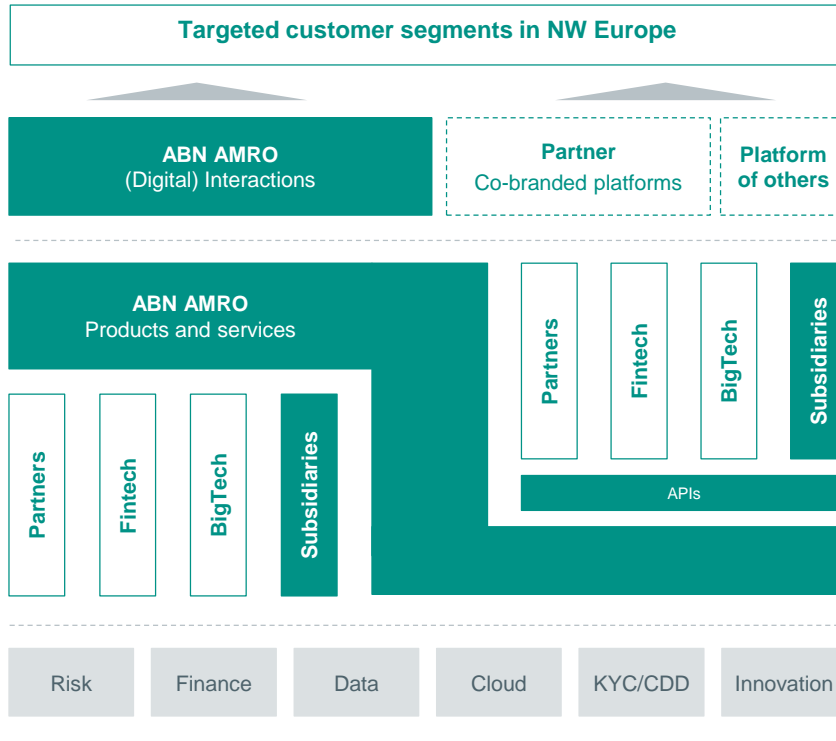 Targeted customer segments in NW Europe
ABN AMRO
(Digital) Interactions
Partner
Co-branded platforms
Platform
of others
ABN AMRO
Products and services
Partners
Fintech
BigTech
Subsidiaries
APIs
Partners
Fintech
BigTech
Subsidiaries
Risk
Finance
Data
Cloud
KYC/CDD
Innovation